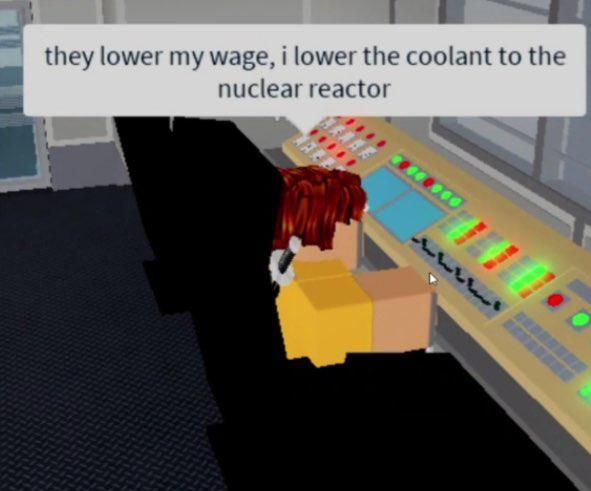 they lower my wage, i lower the coolant to the
nuclear reactor